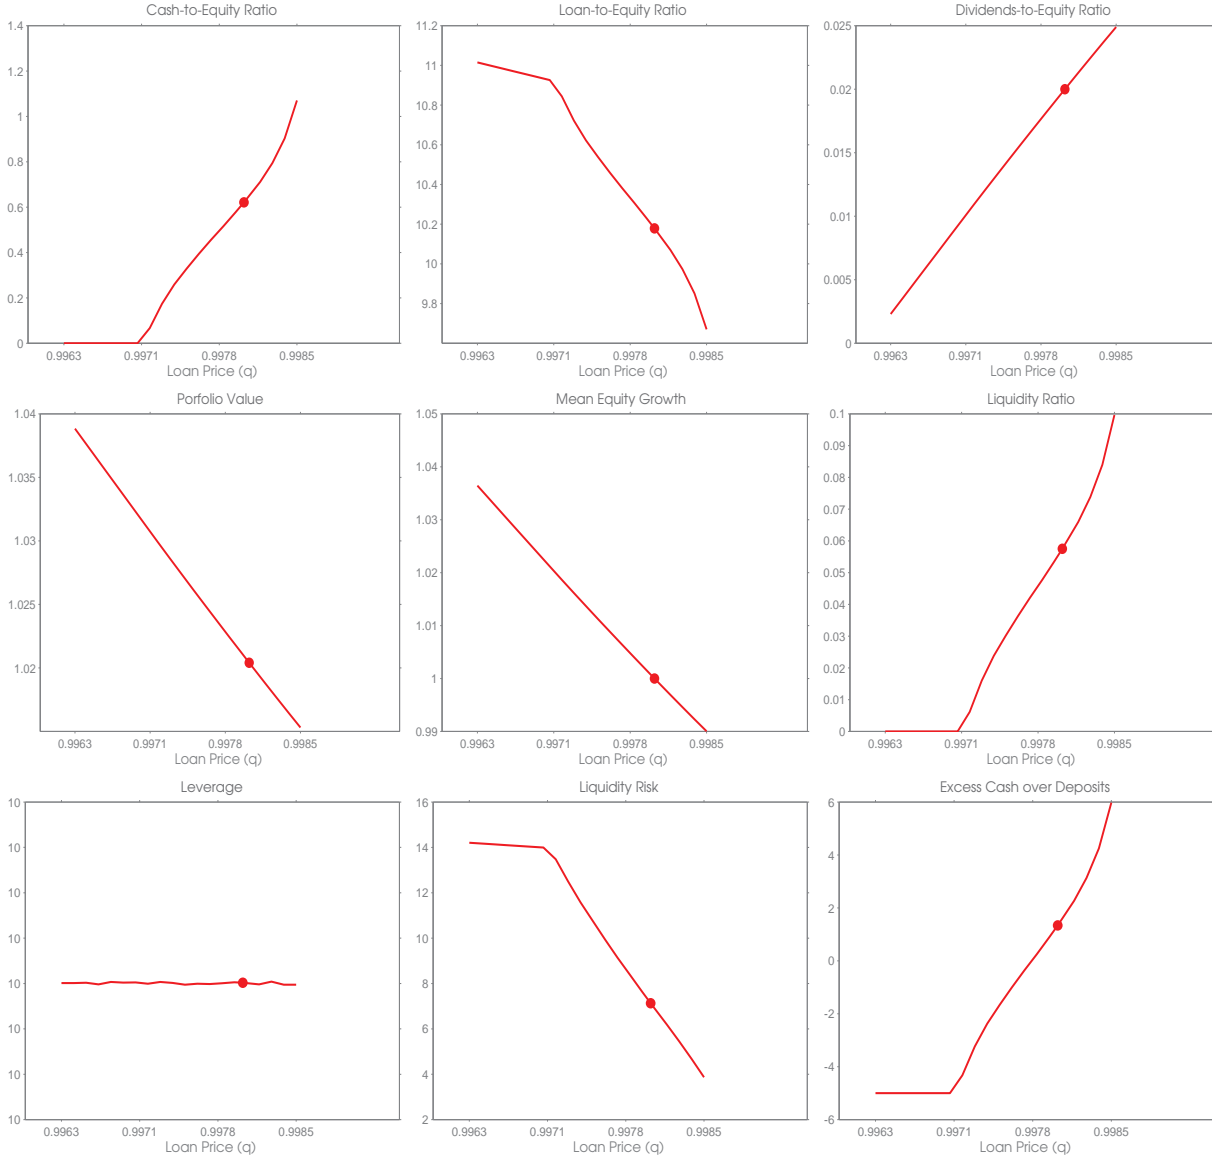 Cash-to-Equity Ratio
1.4
1.2
1
0.8
0.6
0.4
0.2
0
0.9963 0.9971 0.9978 0.9985
Loan Price (q)
Loan-to-Equity Ratio
11.2
11
10.8
10.6
10.4
10.2
10
9.8
0.9963 0.9971 0.9978 0.9985
Loan Price (q)
Dividends-to-Equity Ratio
0.025
0.02
0.015
0.01
0.005
0
0.9963 0.9971 0.9978 0.9985
Loan Price (q)
Porfolio Value
1.04
1.035
1.03
1.025
1.02
0.9963 0.9971 0.9978 0.9985
Loan Price (q)
Mean Equity Growth
1.05
1.04
1.03
1.02
1.01
1
0.99
0.9963 0.9971 0.9978 0.9985
Loan Price (q)
Liquidity Ratio
0.1
0.09
0.08
0.07
0.06
0.05
0.04
0.03
0.02
0.01
0
0.9963 0.9971 0.9978 0.9985
Loan Price (q)
Leverage
10
10
10
10
10
10
10
10
0.9963 0.9971 0.9978 0.9985
Loan Price (q)
Liquidity Risk
16
14
12
10
8
6
4
2
0.9963 0.9971 0.9978 0.9985
Loan Price (q)
Excess Cash over Deposits
6
4
2
0
-2
-4
-6
0.9963 0.9971 0.9978 0.9985
Loan Price (q)